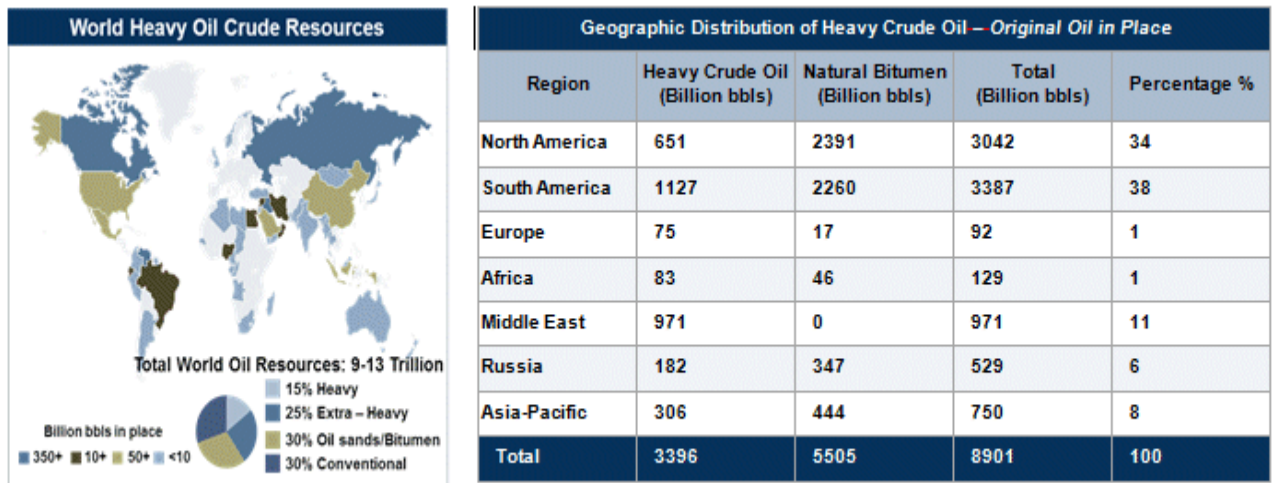 World Heavy Oil Crude Resources
Total World Oil Resources: 9-13 Trillion
15% Heavy
25% Extra – Heavy
30% Oil sands/Bitumen
30% Conventional
Billion bbls in place
350+ 10+ 50+ <10
Geographic Distribution of Heavy Crude Oil – Original Oil in Place
Region Heavy Crude Oil (Billion bbls) Natural Bitumen (Billion bbls) Total (Billion bbls) Percentage %
North America 651 2391 3042 34
South America 1127 2260 3387 38
Europe 75 17 92 1
Africa 83 46 129 1
Middle East 971 0 971 11
Russia 182 347 529 6
Asia-Pacific 306 444 750 8
Total 3396 5505 8901 100